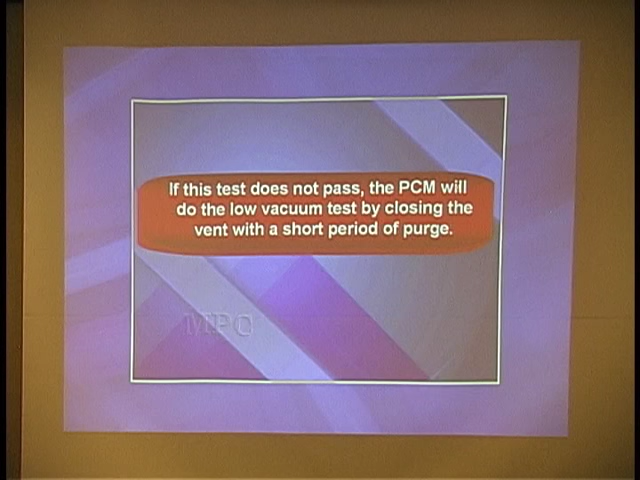 If this test does not pass, the PCM will
do the low vacuum test by closing the
vent with a short period of purge.
MPC